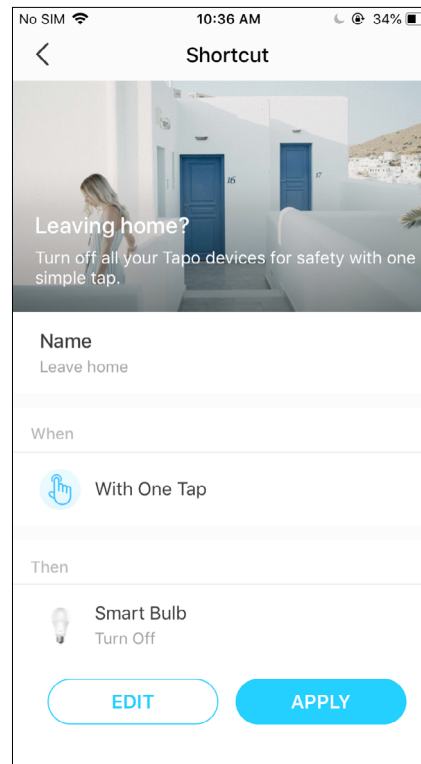 No SIM 10:36 AM 34%
Shortcut
16
17
Leaving home?
Turn off all your Tapo devices for safety with one
simple tap.
Name
Leave home
When
With One Tap
Then
Smart Bulb
Turn Off
EDIT APPLY